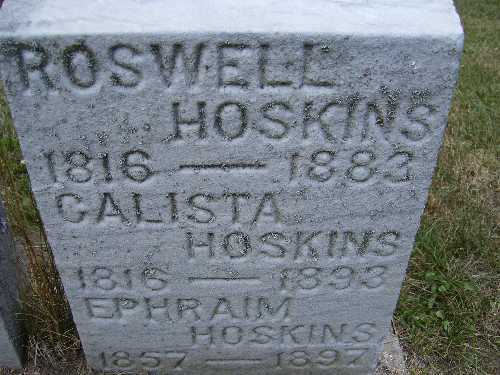 ROSWELL
HOSKINS
1816 — 1883
CALISTA
HOSKINS
1816 — 1893
EPHRAIM
HOSKINS
1857 — 1897